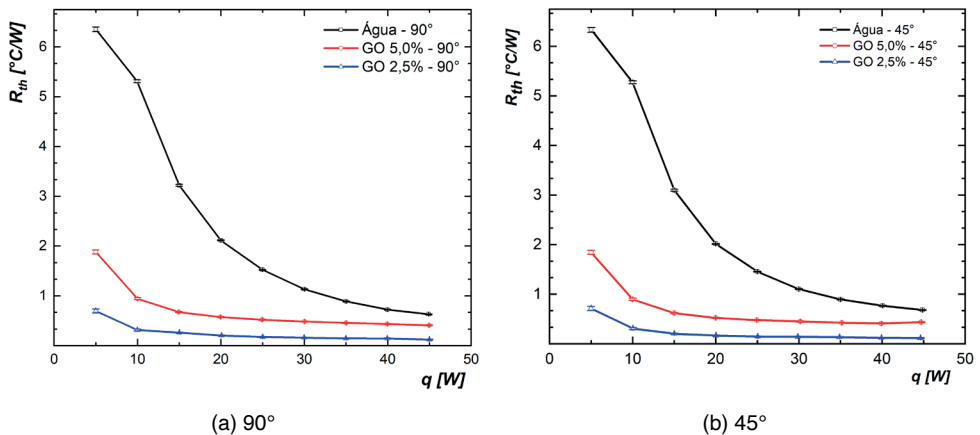 R_th [°C/W]
6
5
4
3
2
1
Água - 90°
GO 5,0% - 90°
GO 2,5% - 90°
0 10 20 30 40 50
q [W]
(a) 90°
R_th [°C/W]
6
5
4
3
2
1
Água - 45°
GO 5,0% - 45°
GO 2,5% - 45°
0 10 20 30 40 50
q [W]
(b) 45°